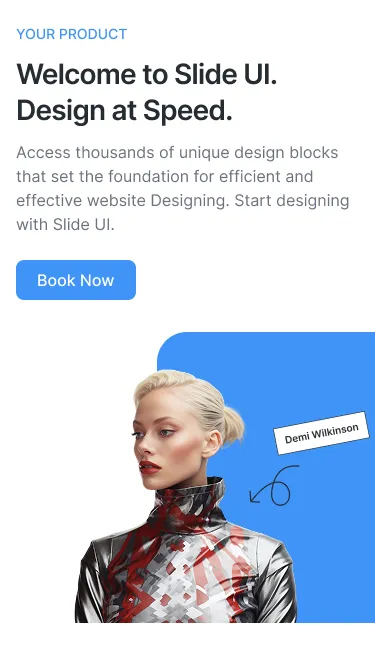 YOUR PRODUCT
Welcome to Slide UI.
Design at Speed.
Access thousands of unique design blocks
that set the foundation for efficient and
effective website Designing. Start designing
with Slide UI.
Book Now
Demi Wilkinson